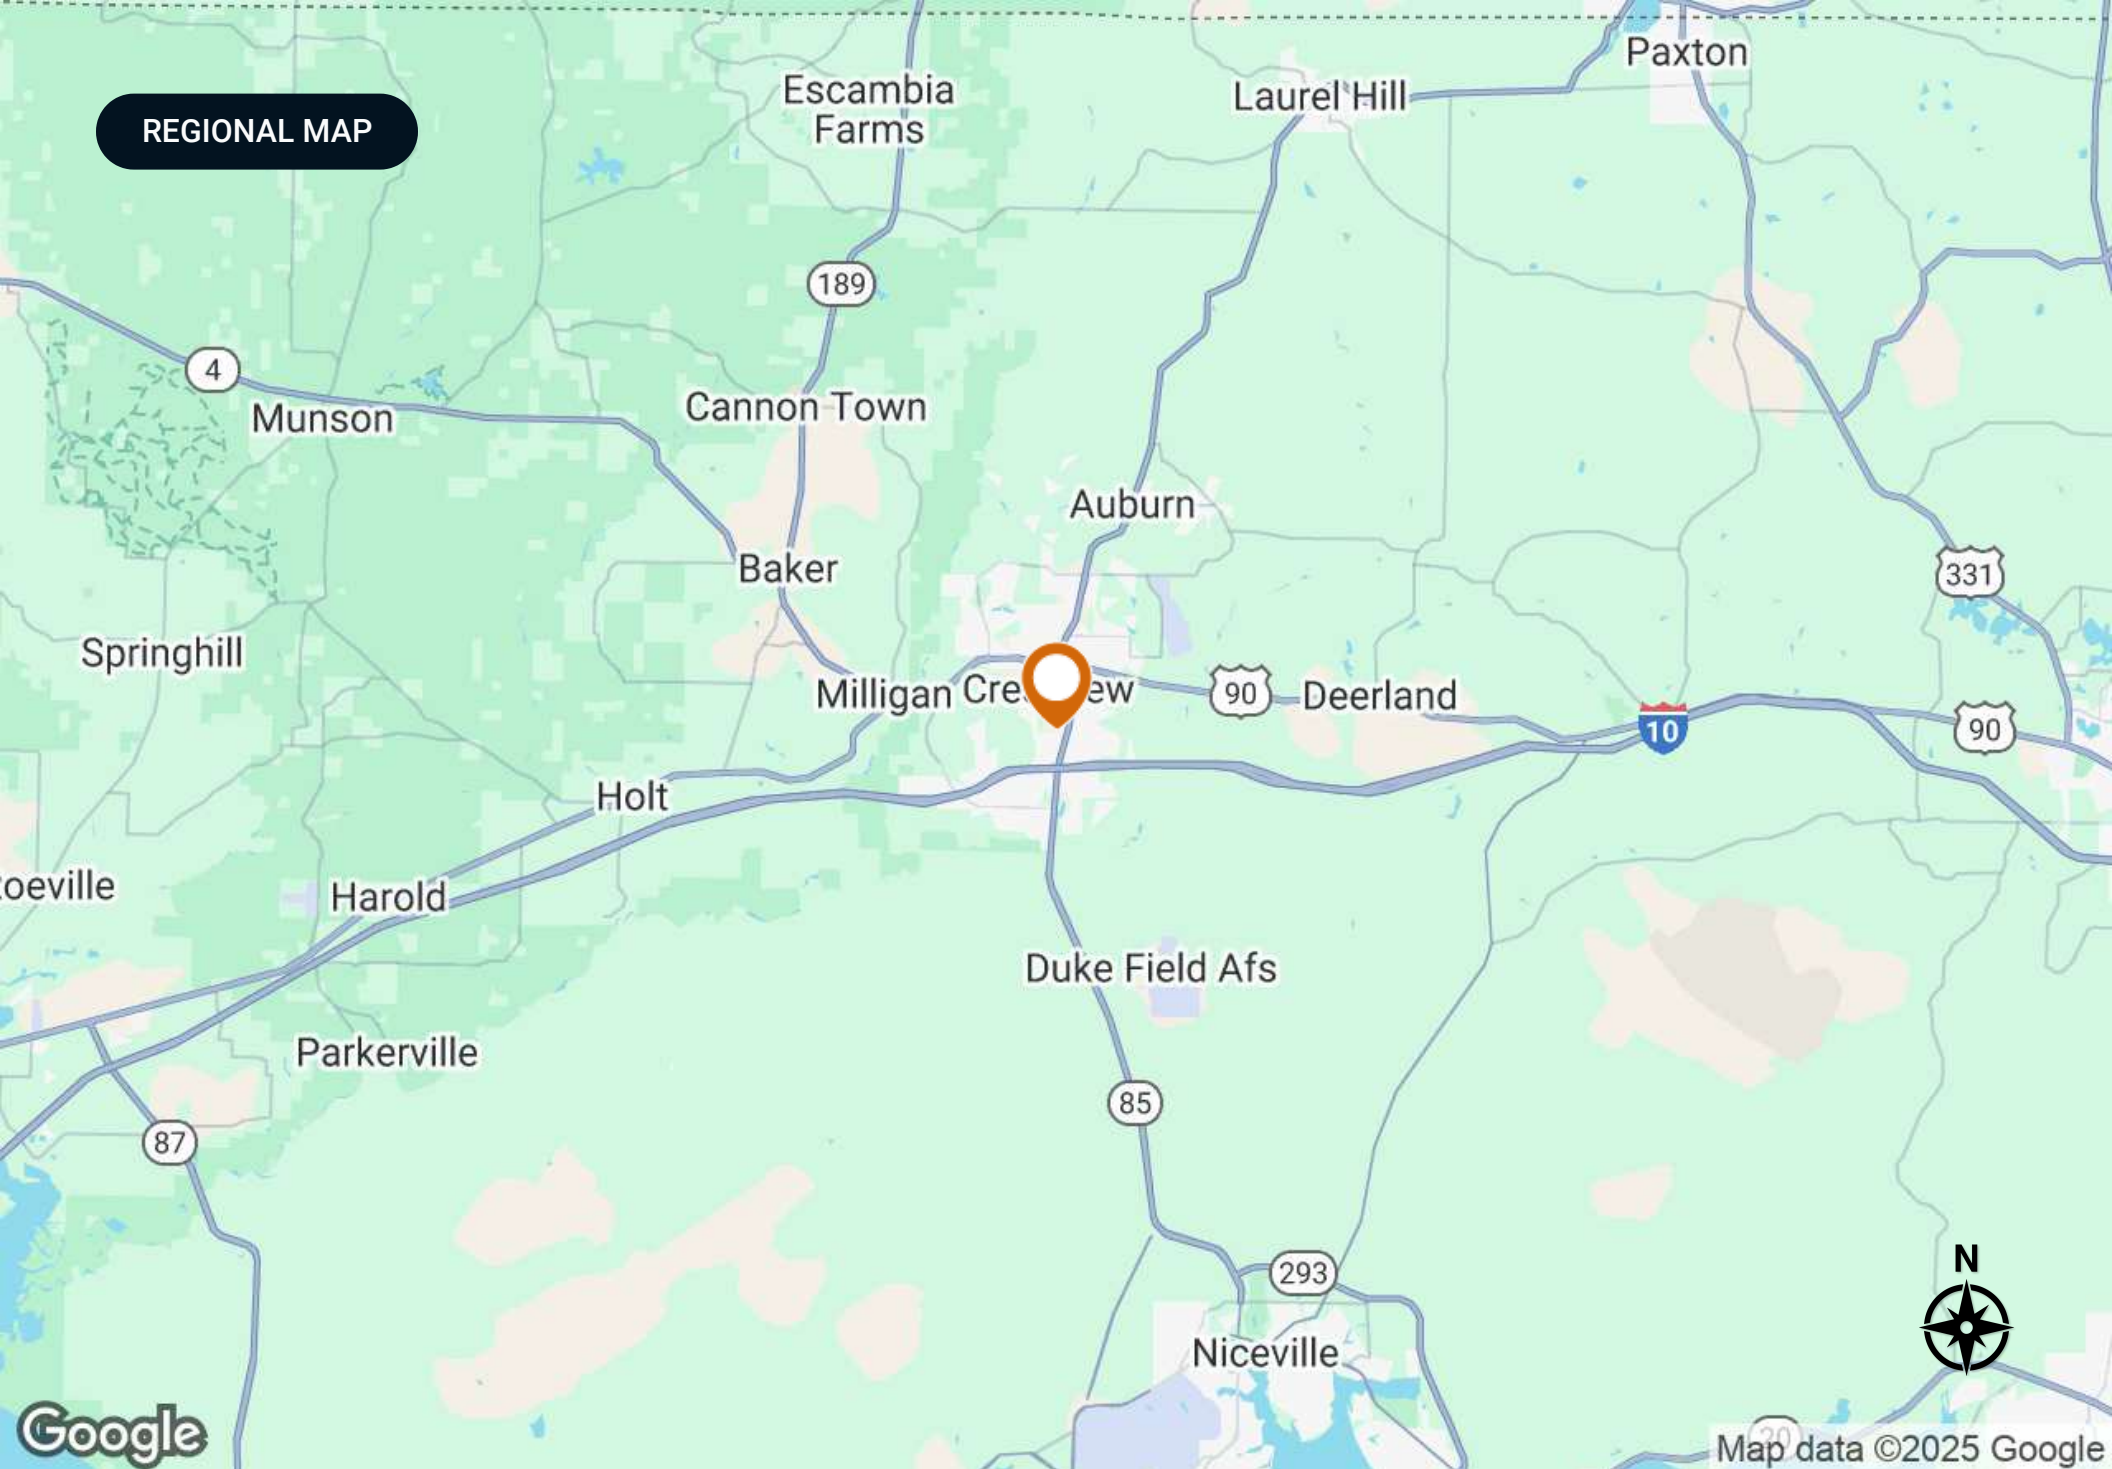 Paxton
Escambia
Farms
Laurel Hill
REGIONAL MAP
189
4
Munson
Cannon Town
Auburn
Baker
331
Springhill
Milligan
90
Deerland
10
90
Holt
Harold
Duke Field Afs
Parkerville
85
87
N
293
Niceville
Google
20
Map data ©2025 Google